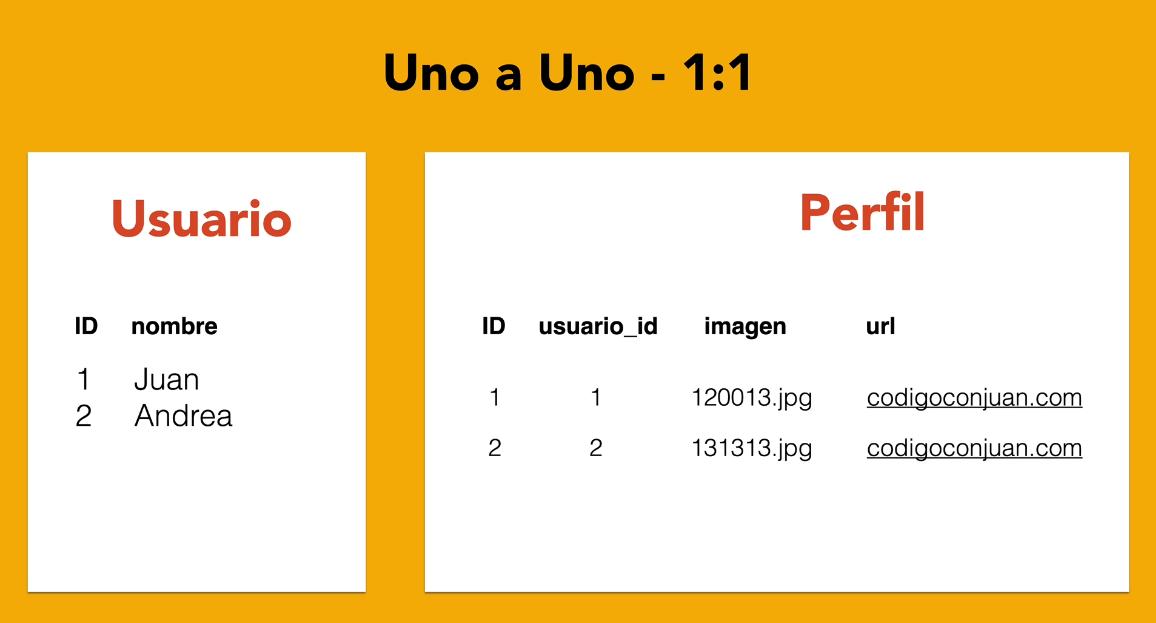 Uno a Uno - 1:1
Usuario
ID nombre
1 Juan
2 Andrea
Perfil
ID usuario_id imagen url
1 1 120013.jpg codigoconjuan.com
2 2 131313.jpg codigoconjuan.com